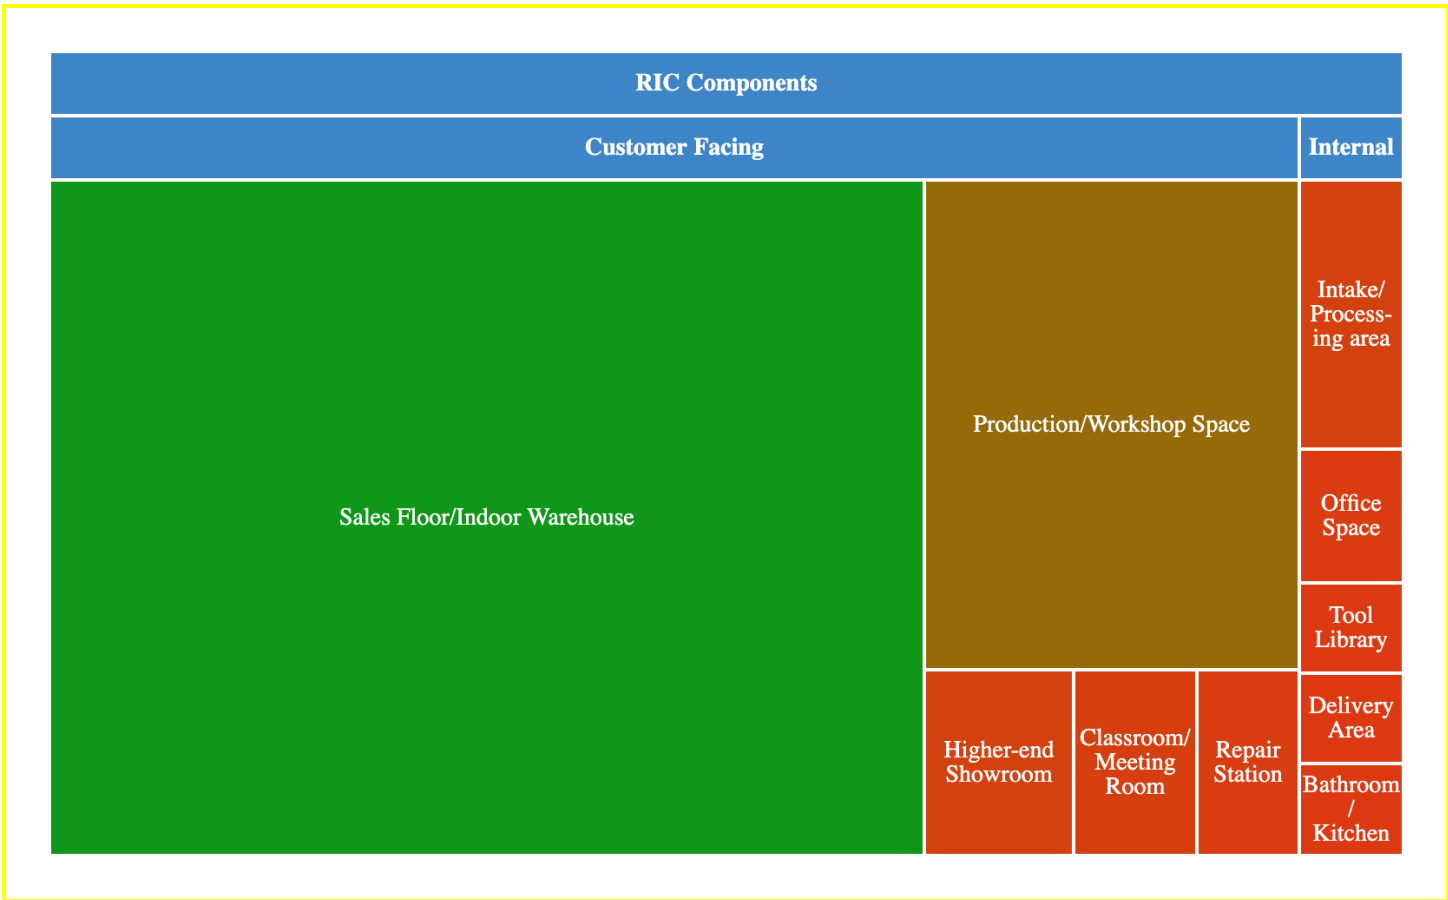 RIC Components
Customer Facing
Internal
Sales Floor/Indoor Warehouse
Production/Workshop Space
Higher-end
Showroom
Classroom/
Meeting
Room
Repair
Station
Intake/
Process-
ing area
Office
Space
Tool
Library
Delivery
Area
Bathroom
/
Kitchen